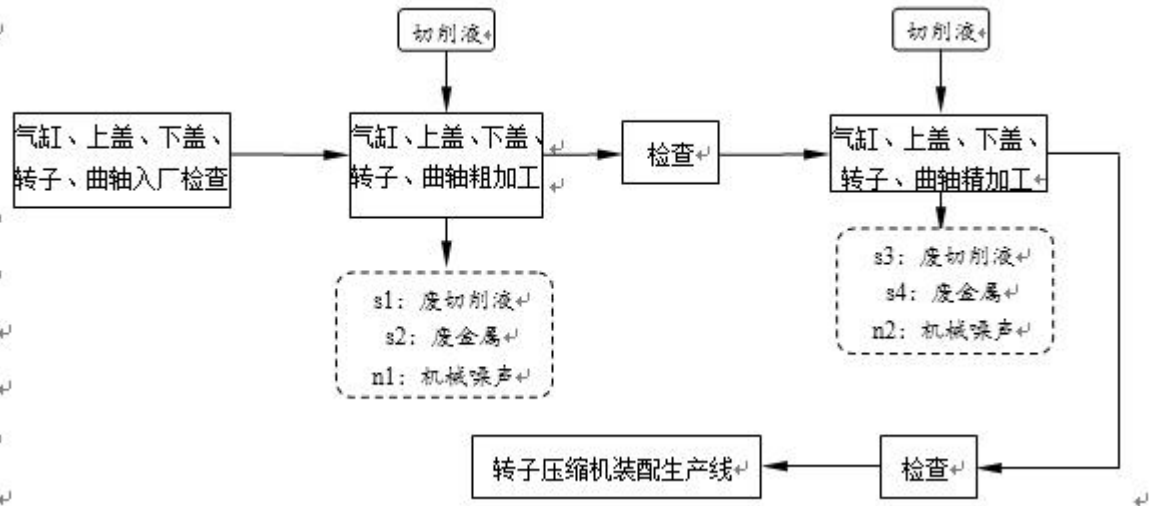 切削液
切削液
气缸、上盖、下盖、
转子、曲轴入厂检查
气缸、上盖、下盖、
转子、曲轴粗加工
检查
气缸、上盖、下盖、
转子、曲轴精加工
s1：废切削液
s2：废金属
n1：机械噪声
s3：废切削液
s4：废金属
n2：机械噪声
转子压缩机装配生产线
检查